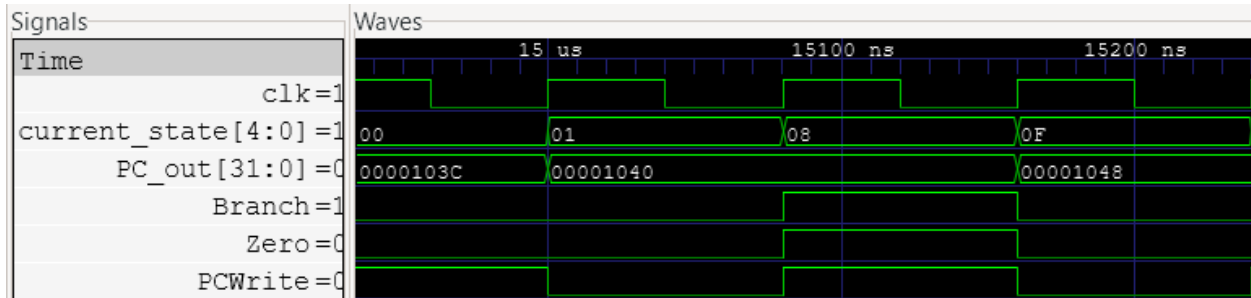 Signals Waves
Time 15 us 15100 ns 15200 ns
clk=1
current_state[4:0]=1 00 01 08 0F
PC_out[31:0]=0 0000103C 00001040 00001048
Branch=1
Zero=0
PCWrite=0